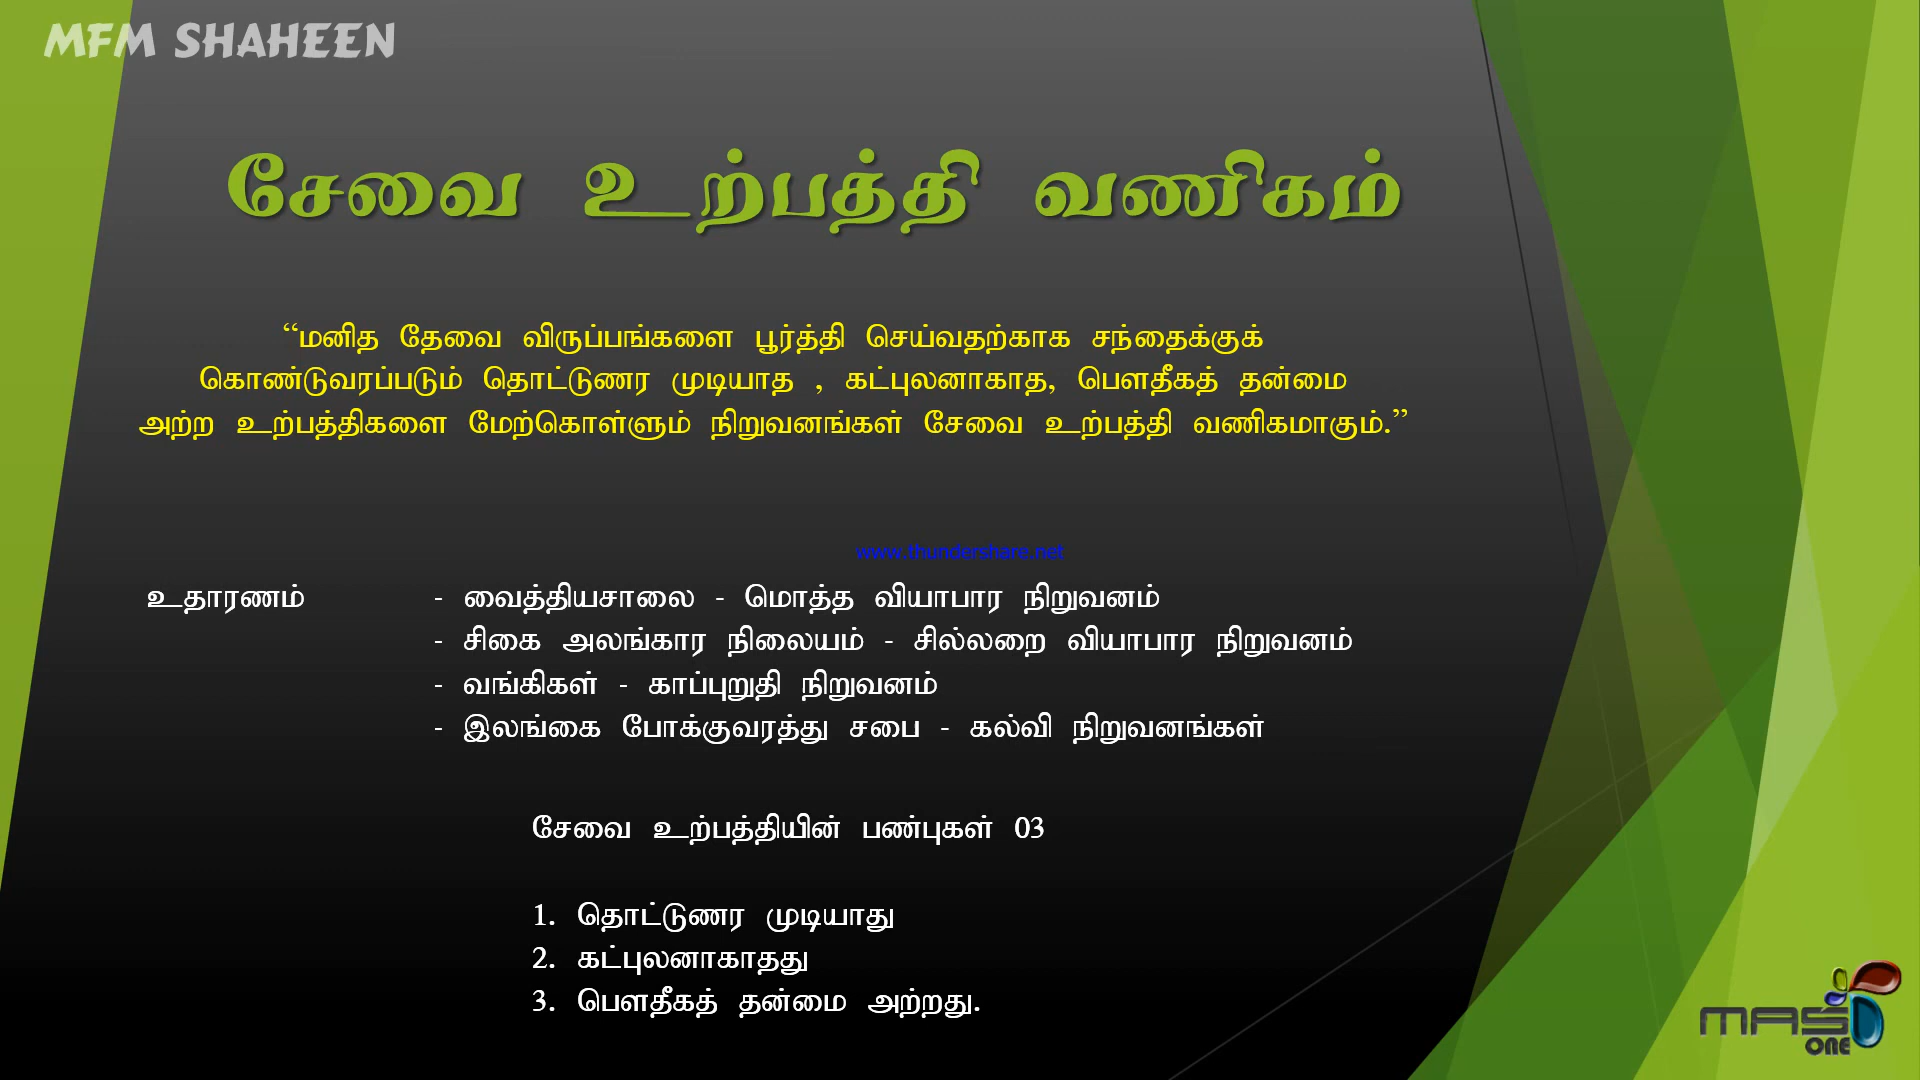 MFM SHAHEEN
சேவை உற்பத்தி வணிகம்
“மனித தேவை விருப்பங்களை பூர்த்தி செய்வதற்காக சந்தைக்குக்
கொண்டுவரப்படும் தொட்டுணர முடியாத , கட்புலனாகாத, பௌதீகத் தன்மை
அற்ற உற்பத்திகளை மேற்கொள்ளும் நிறுவனங்கள் சேவை உற்பத்தி வணிகமாகும்.”
www.thundershare.net
உதாரணம் - வைத்தியசாலை - மொத்த வியாபார நிறுவனம்
- சிகை அலங்கார நிலையம் - சில்லறை வியாபார நிறுவனம்
- வங்கிகள் - காப்புறுதி நிறுவனம்
- இலங்கை போக்குவரத்து சபை - கல்வி நிறுவனங்கள்
சேவை உற்பத்தியின் பண்புகள் 03
1. தொட்டுணர முடியாது
2. கட்புலனாகாதது
3. பௌதீகத் தன்மை அற்றது.
MAS
ONE